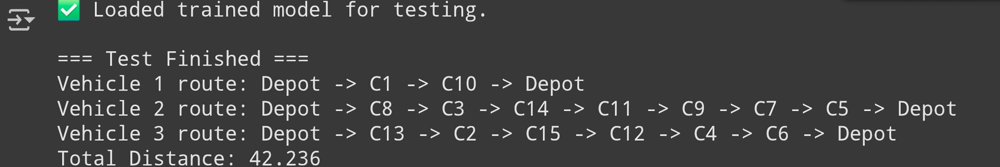 ✅ Loaded trained model for testing.
=== Test Finished ===
Vehicle 1 route: Depot -> C1 -> C10 -> Depot
Vehicle 2 route: Depot -> C8 -> C3 -> C14 -> C11 -> C9 -> C7 -> C5 -> Depot
Vehicle 3 route: Depot -> C13 -> C2 -> C15 -> C12 -> C4 -> C6 -> Depot
Total Distance: 42.236